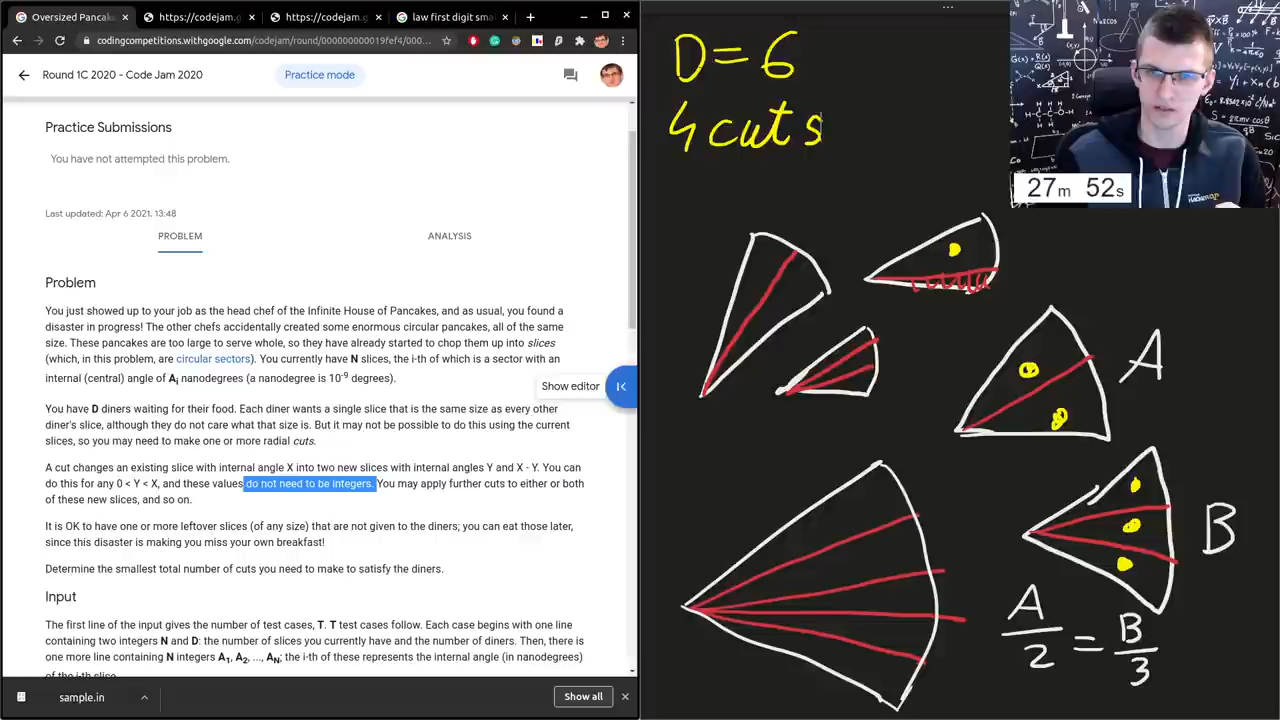 Oversized Pancak
https://codejam.g
https://codejam.g
law first digit sma
codingcompetitions.withgoogle.com/codejam/round/000000000019fef4/000...
Round 1C 2020 - Code Jam 2020
Practice mode
Practice Submissions
You have not attempted this problem.
Last updated: Apr 6 2021, 13:48
PROBLEM
ANALYSIS
Problem
You just showed up to your job as the head chef of the Infinite House of Pancakes, and as usual, you found a
disaster in progress! The other chefs accidentally created some enormous circular pancakes, all of the same
size. These pancakes are too large to serve whole, so they have already started to chop them up into slices
(which, in this problem, are circular sectors). You currently have N slices, the i-th of which is a sector with an
internal (central) angle of Ai nanodegrees (a nanodegree is 10-9 degrees).
Show editor
You have D diners waiting for their food. Each diner wants a single slice that is the same size as every other
diner's slice, although they do not care what that size is. But it may not be possible to do this using the current
slices, so you may need to make one or more radial cuts.
A cut changes an existing slice with internal angle X into two new slices with internal angles Y and X - Y. You can
do this for any 0 < Y < X, and these values do not need to be integers. You may apply further cuts to either or both
of these new slices, and so on.
It is OK to have one or more leftover slices (of any size) that are not given to the diners; you can eat those later,
since this disaster is making you miss your own breakfast!
Determine the smallest total number of cuts you need to make to satisfy the diners.
Input
The first line of the input gives the number of test cases, T. T test cases follow. Each case begins with one line
containing two integers N and D: the number of slices you currently have and the number of diners. Then, there is
one more line containing N integers A1, A2, ..., AN; the i-th of these represents the internal angle (in nanodegrees)
of the i-th slice
sample.in
Show all
D = 6
4 cuts
27m 52s
A
B
A/2 = B/3